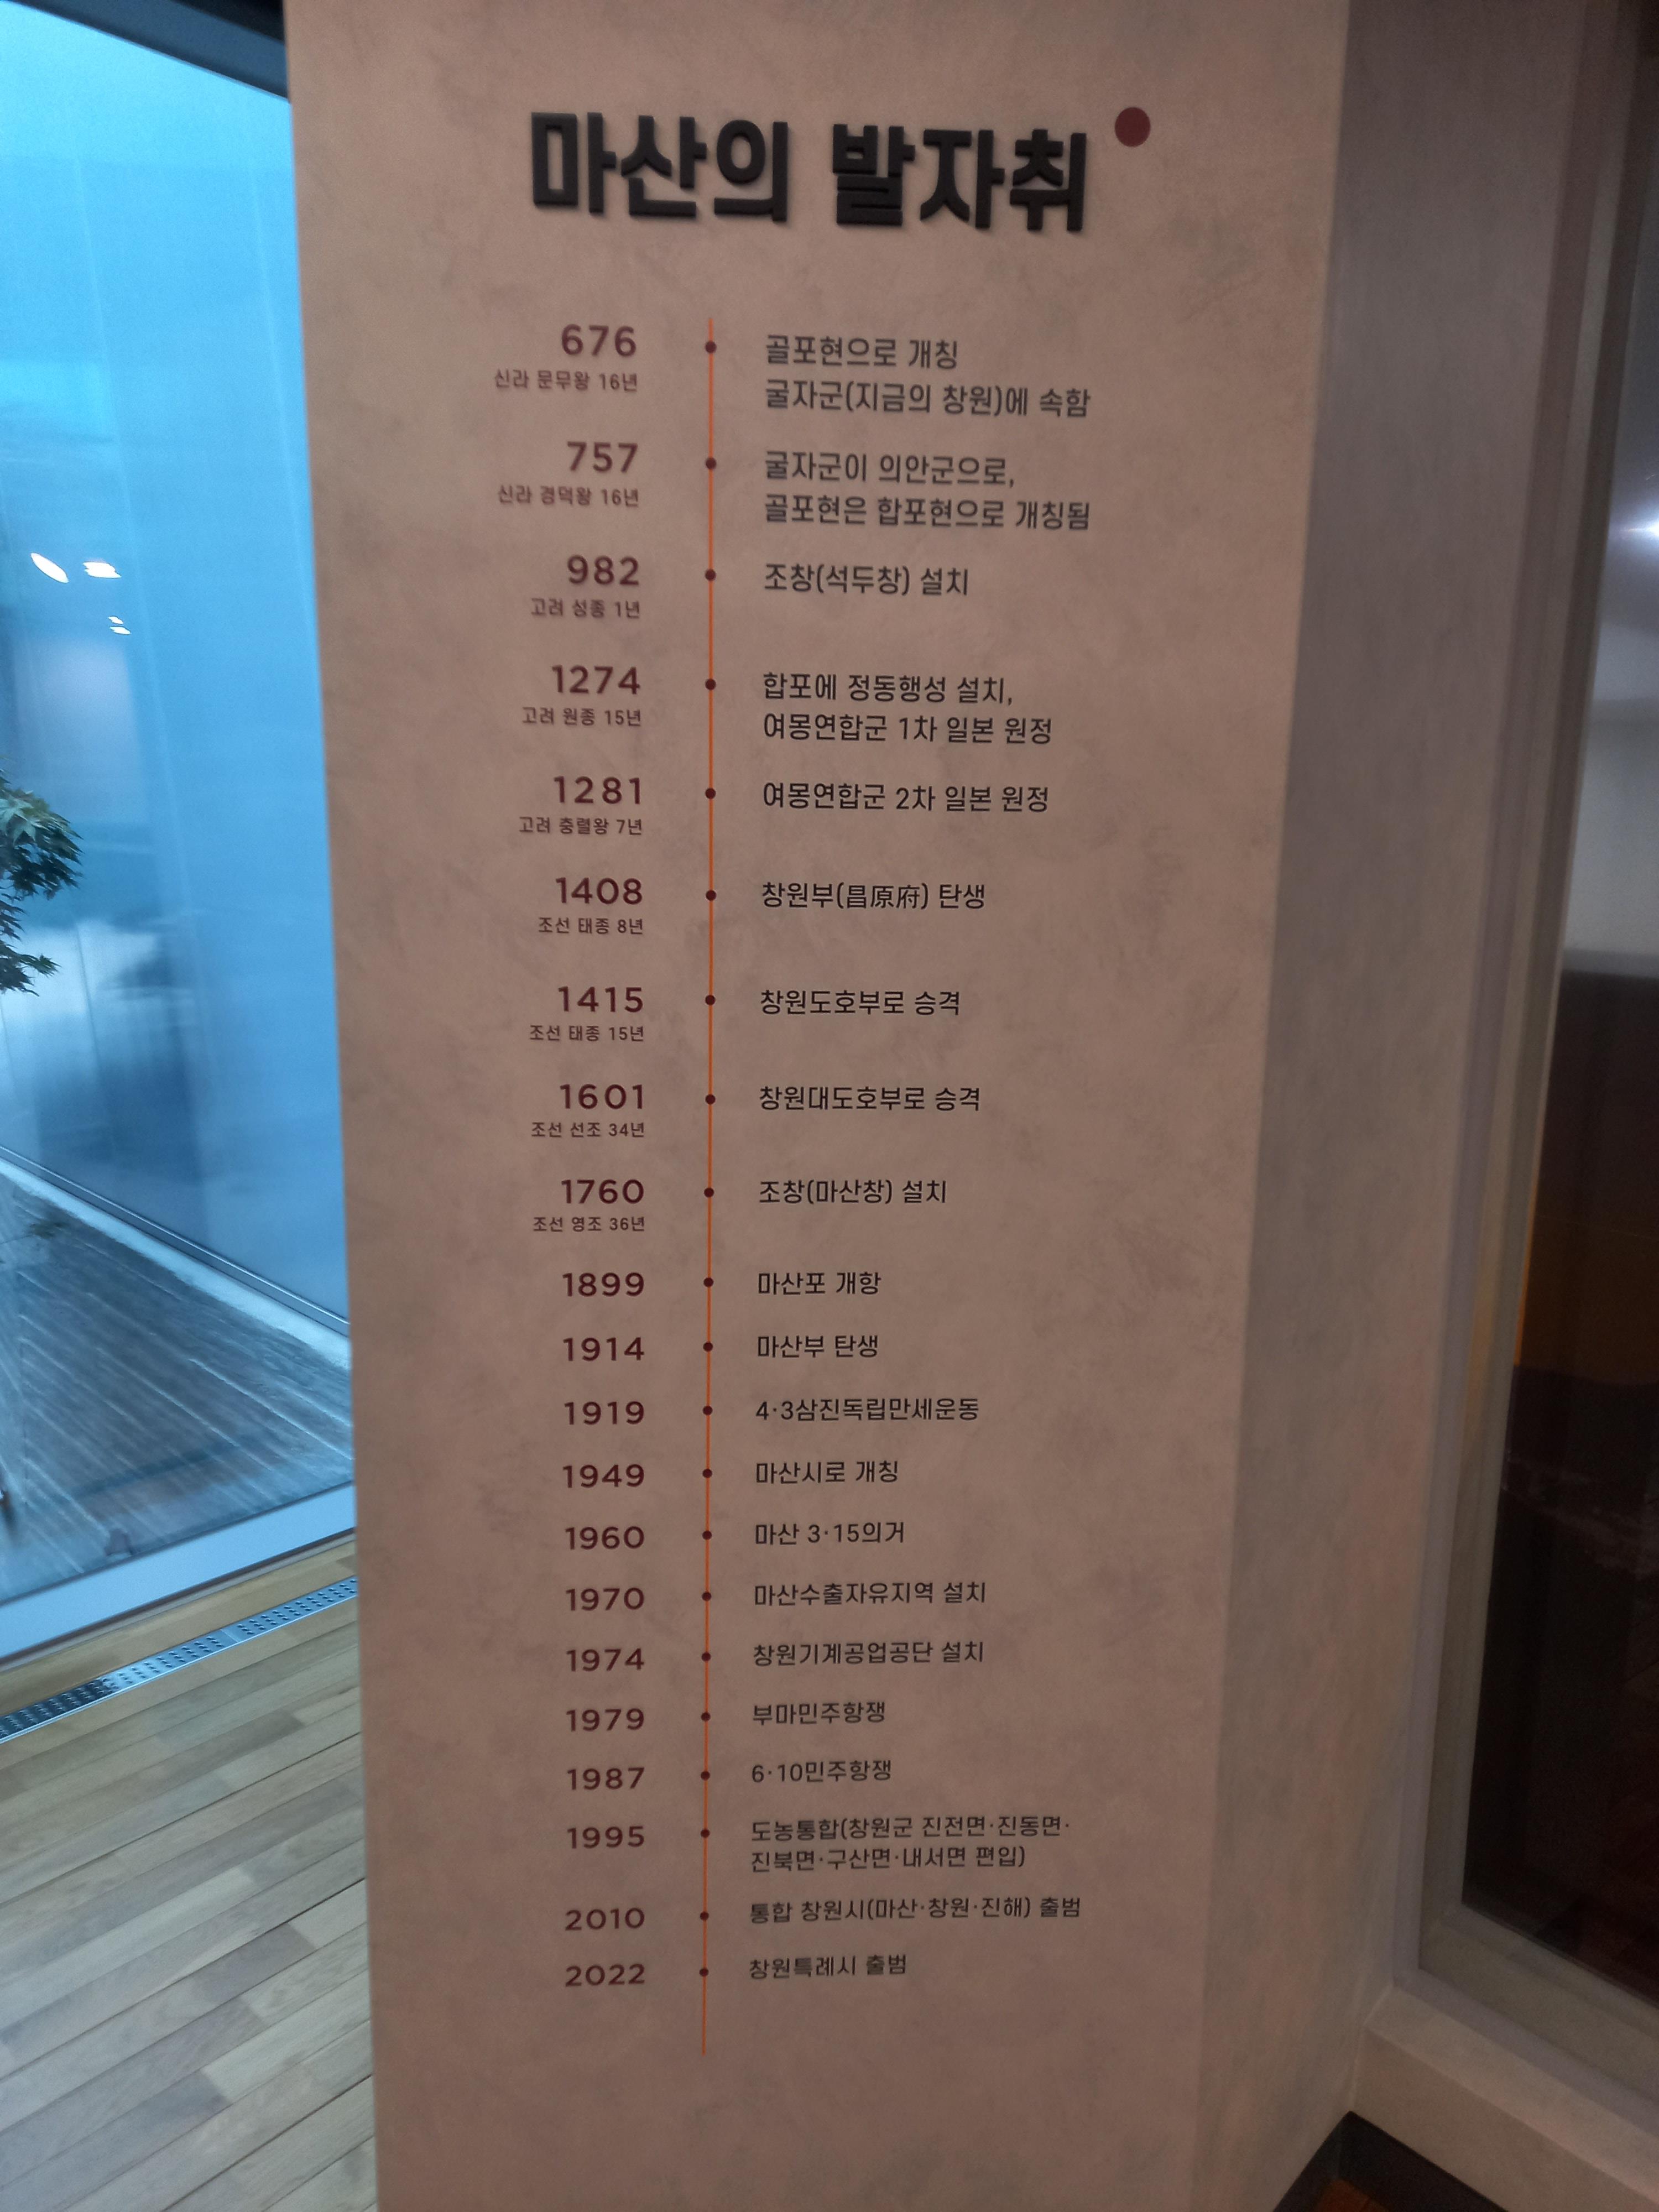 마산의 발자취
676
신라 문무왕 16년
골포현으로 개칭
굴자군(지금의 창원)에 속함
757
신라 경덕왕 16년
굴자군이 의안군으로,
골포현은 합포현으로 개칭됨
982
고려 성종 1년
조창(석두창) 설치
1274
고려 원종 15년
합포에 정동행성 설치,
여몽연합군 1차 일본 원정
1281
고려 충렬왕 7년
여몽연합군 2차 일본 원정
1408
조선 태종 8년
창원부(昌原府) 탄생
1415
조선 태종 15년
창원도호부로 승격
1601
조선 선조 34년
창원대도호부로 승격
1760
조선 영조 36년
조창(마산창) 설치
1899
마산포 개항
1914
마산부 탄생
1919
4·3삼진독립만세운동
1949
마산시로 개칭
1960
마산 3·15의거
1970
마산수출자유지역 설치
1974
창원기계공업공단 설치
1979
부마민주항쟁
1987
6·10민주항쟁
1995
도농통합(창원군 진전면·진동면·
진북면·구산면·내서면 편입)
2010
통합 창원시(마산·창원·진해) 출범
2022
창원특례시 출범